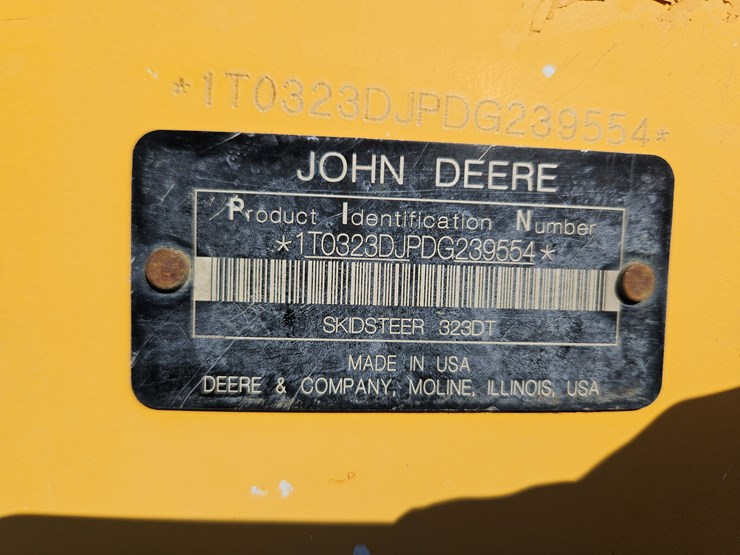 *1T0323DJPDG239554*
JOHN DEERE
Product Identification Number
*1T0323DJPDG239554*
SKIDSTEER 323DT
MADE IN USA
DEERE & COMPANY, MOLINE, ILLINOIS, USA